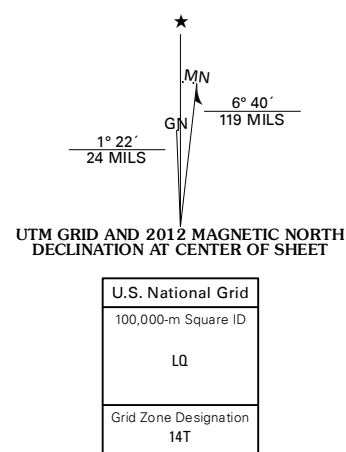 ★
MN
GN
6° 40´
119 MILS
1° 22´
24 MILS
UTM GRID AND 2012 MAGNETIC NORTH
DECLINATION AT CENTER OF SHEET
U.S. National Grid
100,000-m Square ID
LQ
Grid Zone Designation
14T